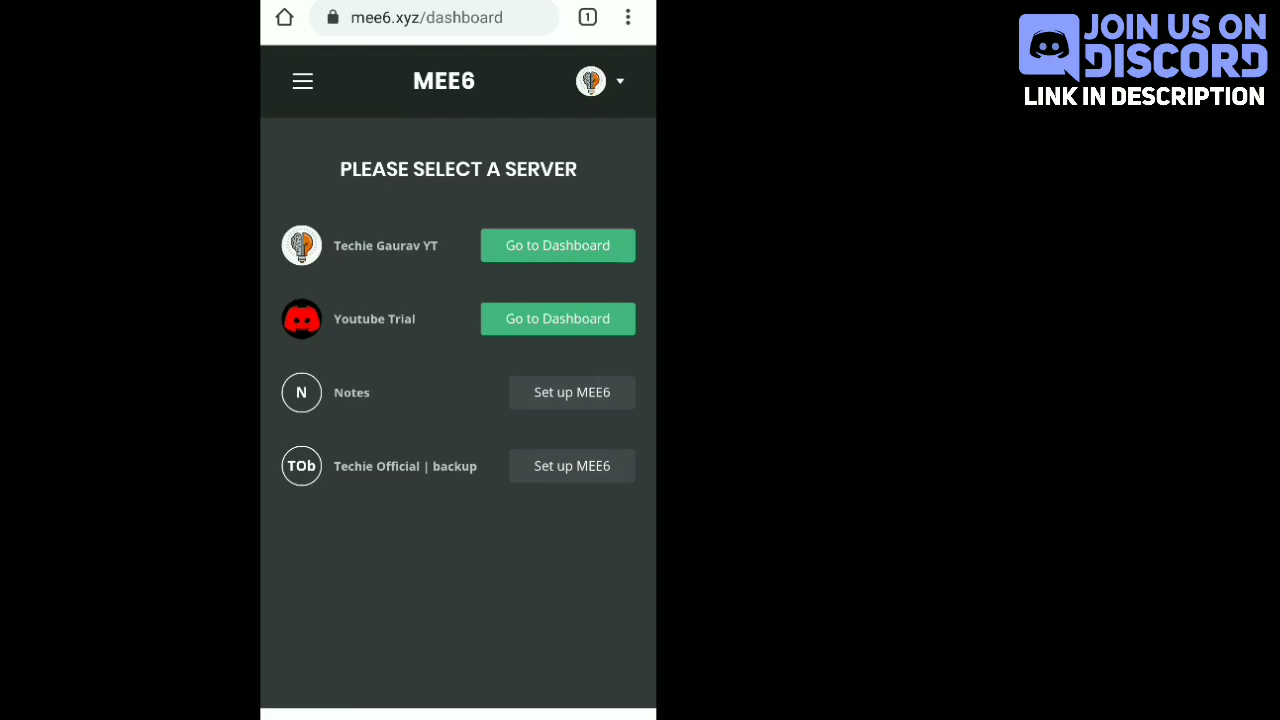 mee6.xyz/dashboard
1
MEE6
PLEASE SELECT A SERVER
Techie Gaurav YT
Go to Dashboard
Youtube Trial
Go to Dashboard
N
Notes
Set up MEE6
TOb
Techie Official | backup
Set up MEE6
JOIN US ON
DISCORD
LINK IN DESCRIPTION